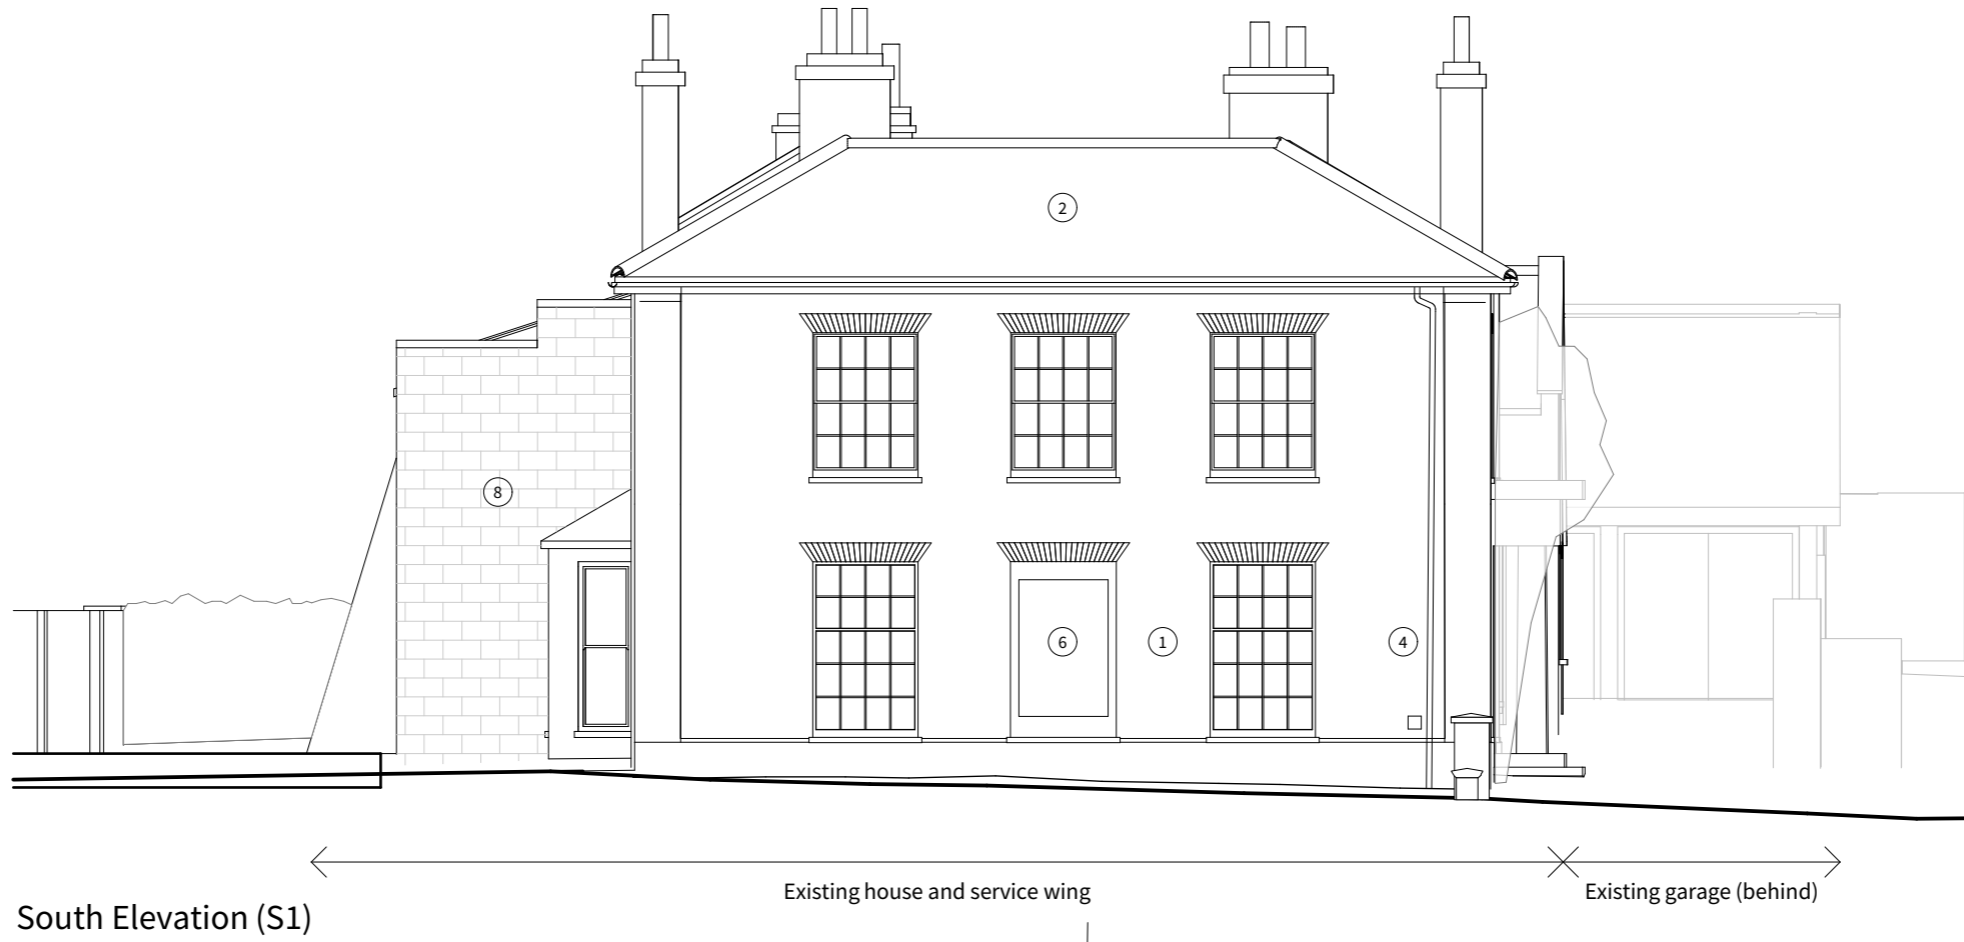 2
8
6
1
4
Existing house and service wing
Existing garage (behind)
South Elevation (S1)